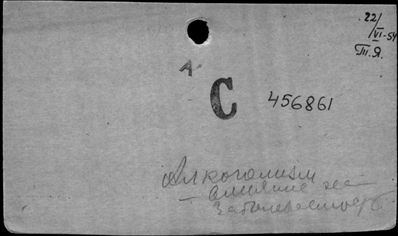 22/
VI-54
Т.Я.
А
С 456861
Алкоголизм
- влияние на
заболеваемость